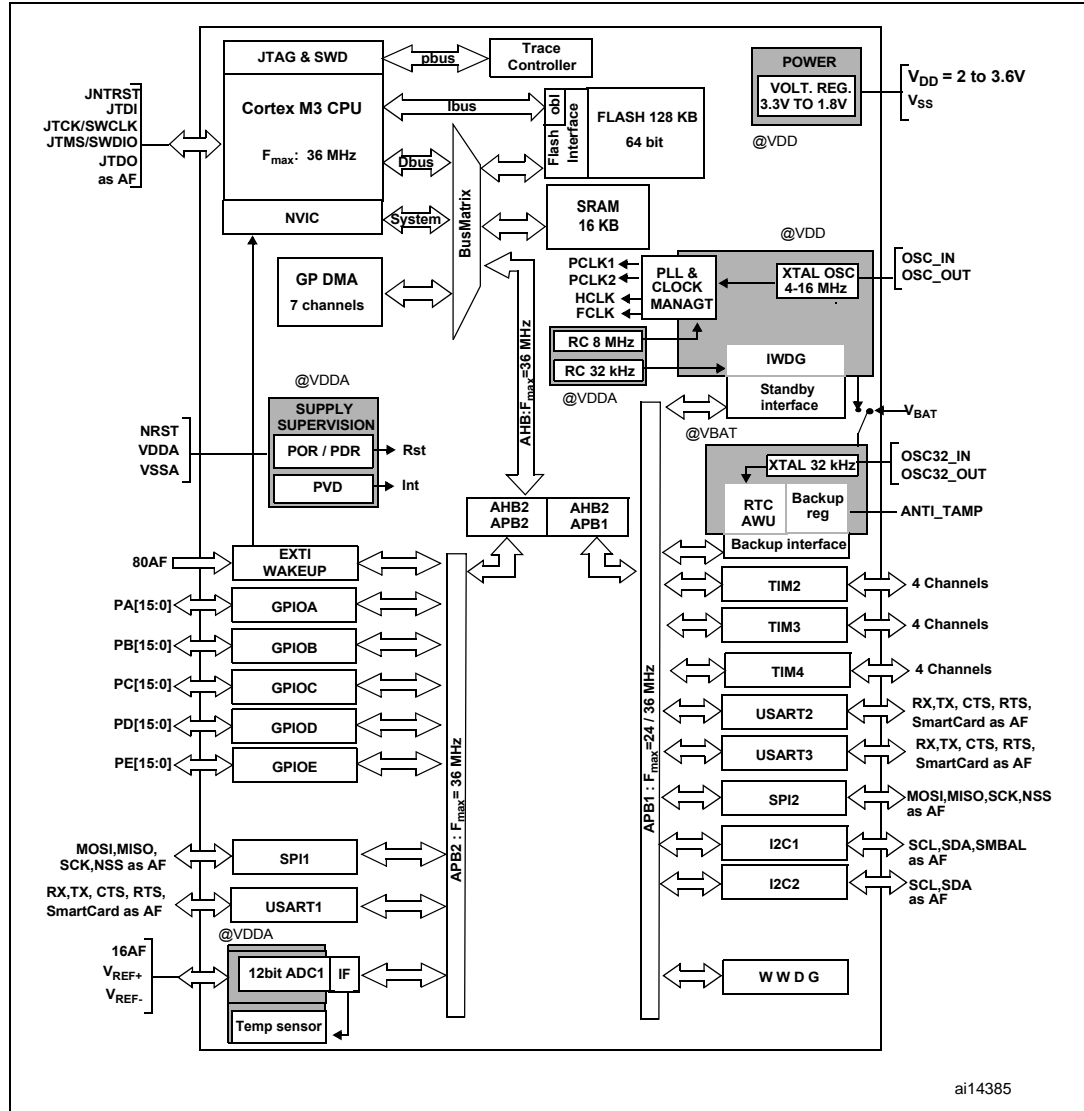 JTAG & SWD
pbus
Trace
Controller
JNTRST
JTDI
JTCK/SWCLK
JTMS/SWDIO
JTDO
as AF
Cortex M3 CPU
Fmax: 36 MHz
NVIC
Ibus
Dbus
System
BusMatrix
Flash obl
Interface
FLASH 128 KB
64 bit
SRAM
16 KB
POWER
VOLT. REG.
3.3V TO 1.8V
@VDD
VDD = 2 to 3.6V
VSS
GP DMA
7 channels
AHB:Fmax=36 MHz
@VDD
PCLK1
PCLK2
HCLK
FCLK
PLL &
CLOCK
MANAGT
XTAL OSC
4-16 MHz
OSC_IN
OSC_OUT
RC 8 MHz
RC 32 kHz
@VDDA
IWDG
Standby
interface
VBAT
@VBAT
@VDDA
NRST
VDDA
VSSA
SUPPLY
SUPERVISION
POR / PDR
Rst
PVD
Int
XTAL 32 kHz
OSC32_IN
OSC32_OUT
RTC
AWU
Backup
reg
ANTI_TAMP
Backup interface
AHB2
APB2
AHB2
APB1
80AF
EXTI
WAKEUP
PA[15:0]
GPIOA
PB[15:0]
GPIOB
PC[15:0]
GPIOC
PD[15:0]
GPIOD
PE[15:0]
GPIOE
MOSI,MISO,
SCK,NSS as AF
SPI1
RX,TX, CTS, RTS,
SmartCard as AF
USART1
@VDDA
16AF
VREF+
VREF-
12bit ADC1
IF
Temp sensor
APB2 : Fmax= 36 MHz
APB1 : Fmax=24 / 36 MHz
TIM2
4 Channels
TIM3
4 Channels
TIM4
4 Channels
USART2
RX,TX, CTS, RTS,
SmartCard as AF
USART3
RX,TX, CTS, RTS,
SmartCard as AF
SPI2
MOSI,MISO,SCK,NSS
as AF
I2C1
SCL,SDA,SMBAL
as AF
I2C2
SCL,SDA
as AF
W W D G
ai14385